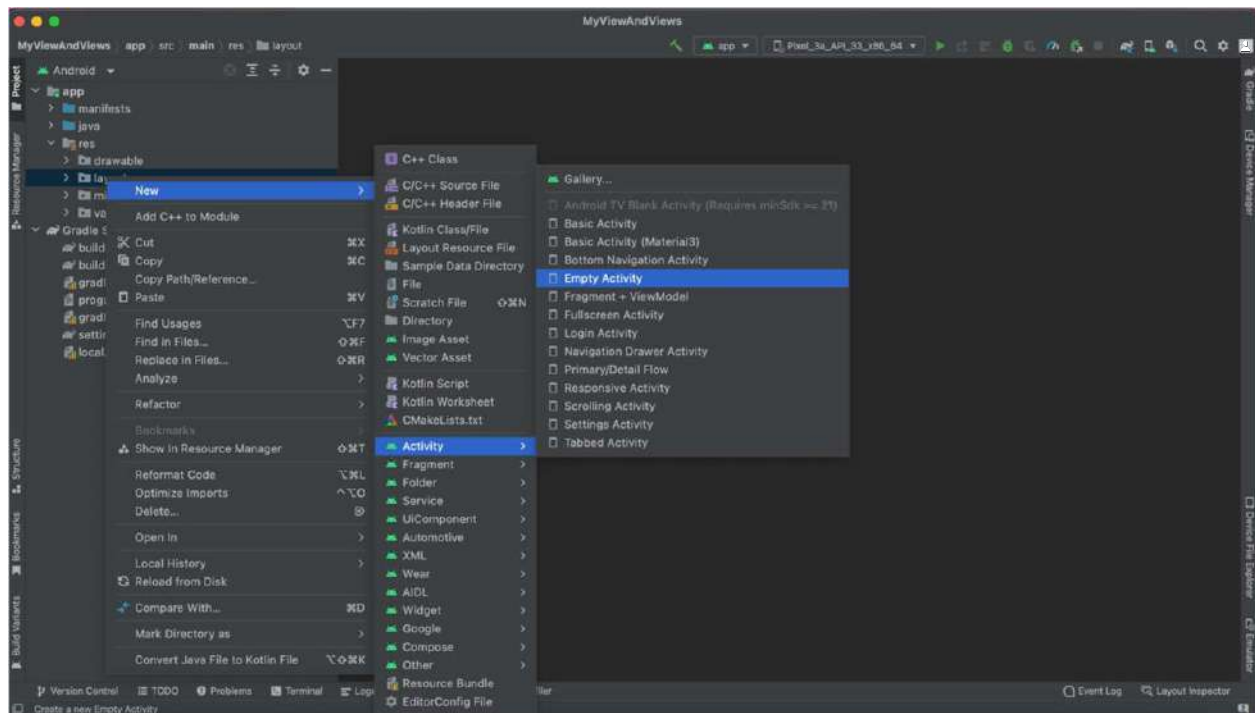 MyViewAndViews
MyViewAndViews app src main res layout
app
Pixel_3a_API_33_x86_64
Project
Resource Manager
Structure
Bookmarks
Build Variants
Android
app
manifests
java
res
drawable
New
Add C++ to Module
Cut ⌘X
Copy ⌘C
Copy Path/Reference...
Paste ⌘V
Find Usages ⌥F7
Find in Files... ⇧⌘F
Replace in Files... ⇧⌘R
Analyze
Refactor
Bookmarks
Show In Resource Manager ⇧⌘T
Reformat Code ⌥⌘L
Optimize Imports ^⌥O
Delete... ⌦
Open In
Local History
Reload from Disk
Compare With... ⌘D
Mark Directory as
Convert Java File to Kotlin File ⌥⇧⌘K
C++ Class
C/C++ Source File
C/C++ Header File
Kotlin Class/File
Layout Resource File
Sample Data Directory
File
Scratch File ⇧⌘N
Directory
Image Asset
Vector Asset
Kotlin Script
Kotlin Worksheet
CMakeLists.txt
Activity
Fragment
Folder
Service
UiComponent
Automotive
XML
Wear
AIDL
Widget
Google
Compose
Other
Resource Bundle
EditorConfig File
Gallery...
Android TV Blank Activity (Requires minSdk >= 21)
Basic Activity
Basic Activity (Material3)
Bottom Navigation Activity
Empty Activity
Fragment + ViewModel
Fullscreen Activity
Login Activity
Navigation Drawer Activity
Primary/Detail Flow
Responsive Activity
Scrolling Activity
Settings Activity
Tabbed Activity
Gradle
Device Manager
Device File Explorer
Emulator
Version Control TODO Problems Terminal
Event Log Layout Inspector
Create a new Empty Activity